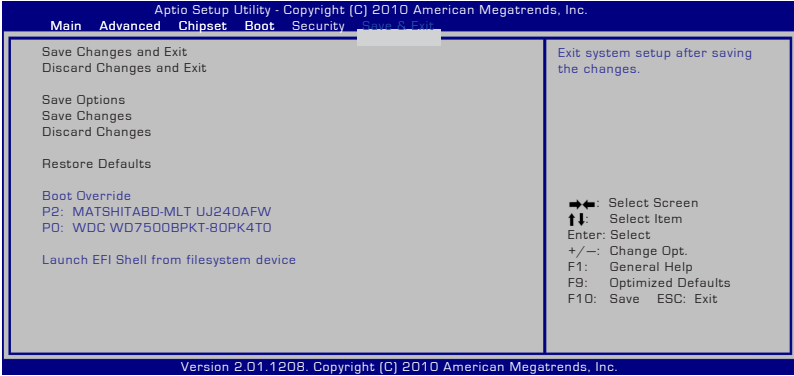 Aptio Setup Utility - Copyright (C) 2010 American Megatrends, Inc.
Main Advanced Chipset Boot Security Save & Exit
Save Changes and Exit
Discard Changes and Exit
Save Options
Save Changes
Discard Changes
Restore Defaults
Boot Override
P2: MATSHITABD-MLT UJ240AFW
P0: WDC WD7500BPKT-80PK4T0
Launch EFI Shell from filesystem device
Exit system setup after saving
the changes.
→←: Select Screen
↑↓: Select Item
Enter: Select
+/—: Change Opt.
F1: General Help
F9: Optimized Defaults
F10: Save ESC: Exit
Version 2.01.1208. Copyright (C) 2010 American Megatrends, Inc.